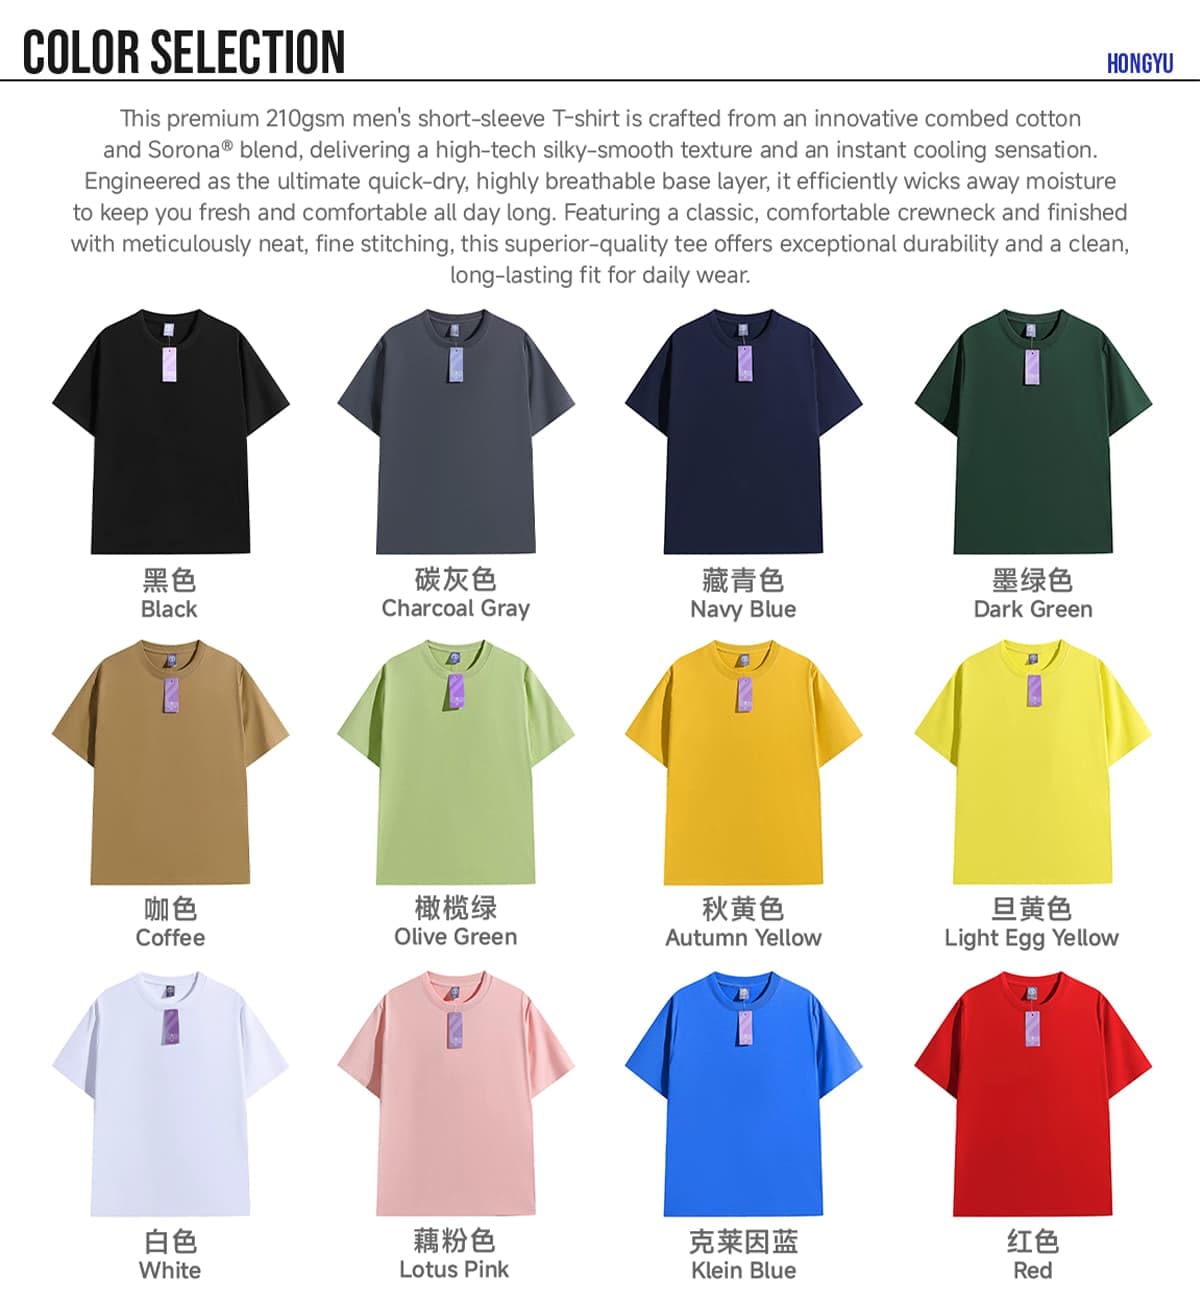 COLOR SELECTION
HONGYU
This premium 210gsm men's short-sleeve T-shirt is crafted from an innovative combed cotton
and Sorona® blend, delivering a high-tech silky-smooth texture and an instant cooling sensation.
Engineered as the ultimate quick-dry, highly breathable base layer, it efficiently wicks away moisture
to keep you fresh and comfortable all day long. Featuring a classic, comfortable crewneck and finished
with meticulously neat, fine stitching, this superior-quality tee offers exceptional durability and a clean,
long-lasting fit for daily wear.
黑色
Black
碳灰色
Charcoal Gray
藏青色
Navy Blue
墨绿色
Dark Green
咖色
Coffee
橄榄绿
Olive Green
秋黄色
Autumn Yellow
旦黄色
Light Egg Yellow
白色
White
藕粉色
Lotus Pink
克莱因蓝
Klein Blue
红色
Red